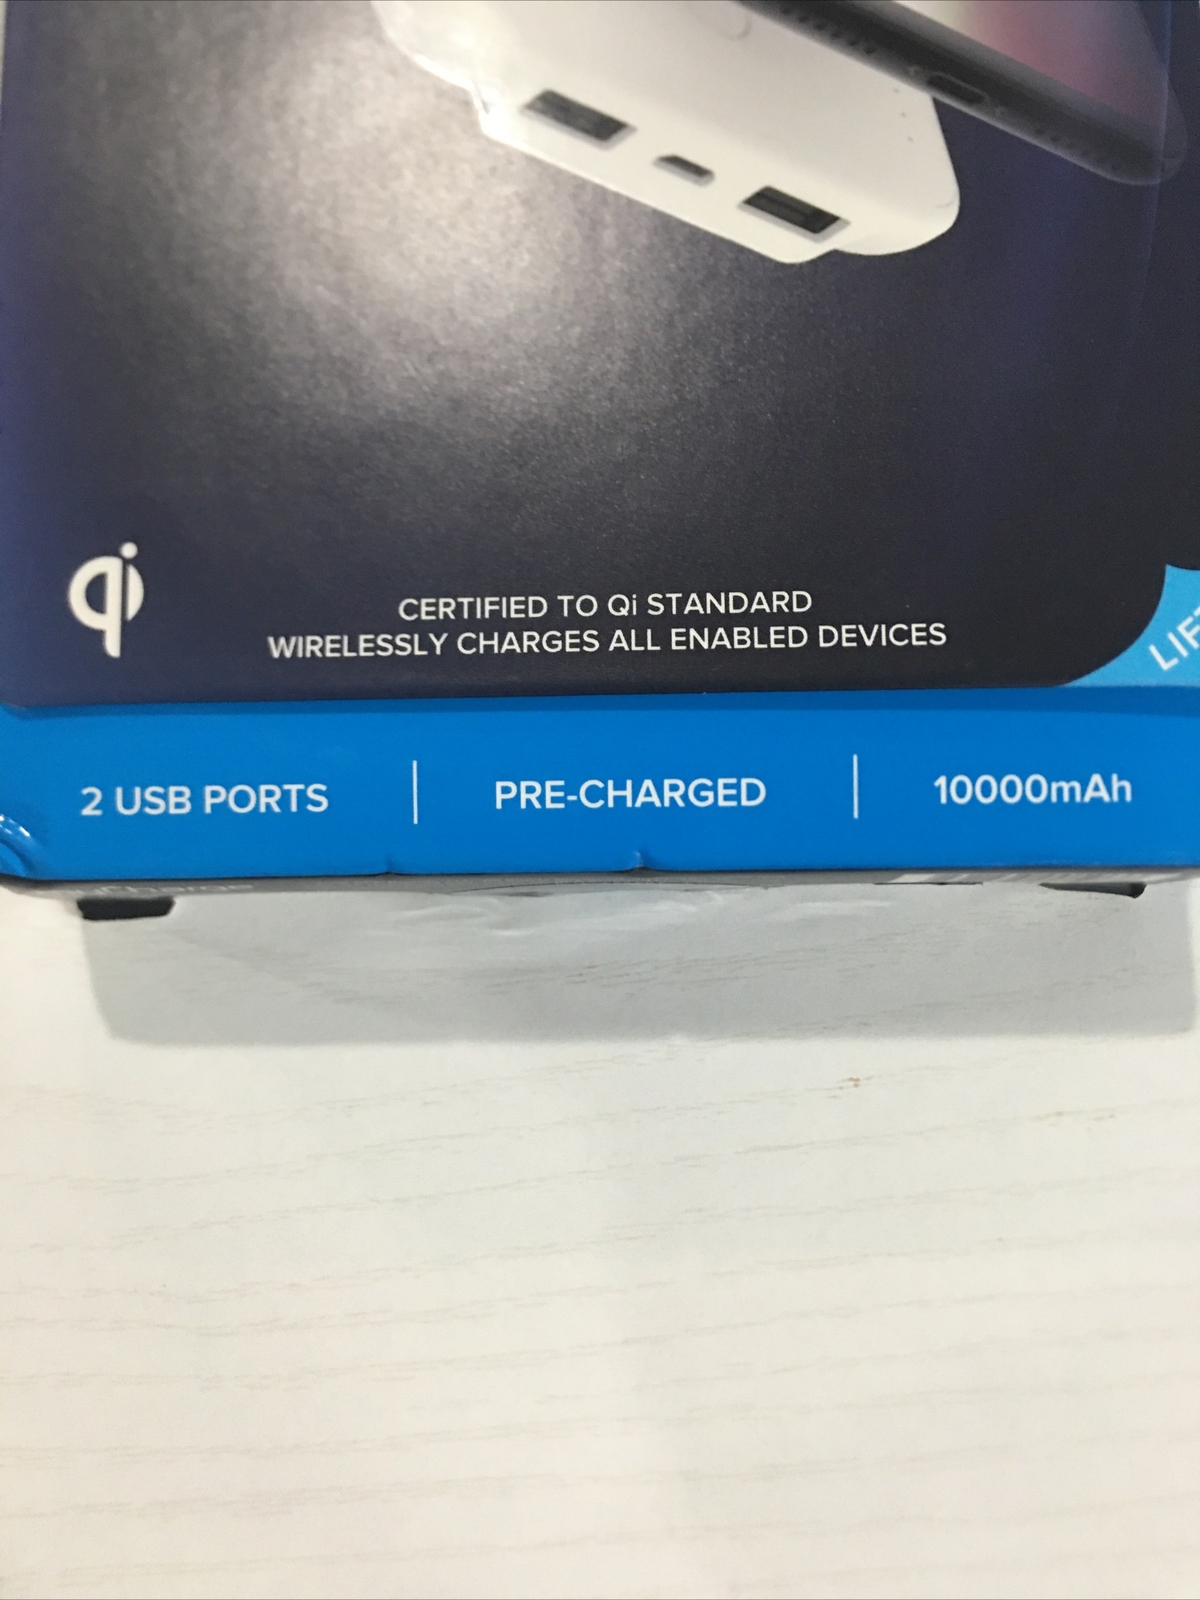 qi
CERTIFIED TO Qi STANDARD
WIRELESSLY CHARGES ALL ENABLED DEVICES
2 USB PORTS | PRE-CHARGED | 10000mAh